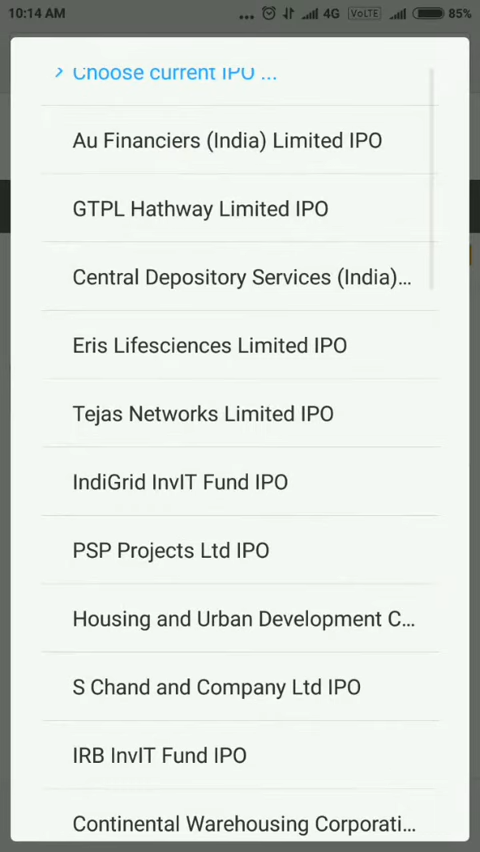 10:14 AM ... 4G VoLTE 85%
Choose current IPO ...
Au Financiers (India) Limited IPO
GTPL Hathway Limited IPO
Central Depository Services (India)...
Eris Lifesciences Limited IPO
Tejas Networks Limited IPO
IndiGrid InvIT Fund IPO
PSP Projects Ltd IPO
Housing and Urban Development C...
S Chand and Company Ltd IPO
IRB InvIT Fund IPO
Continental Warehousing Corporati...